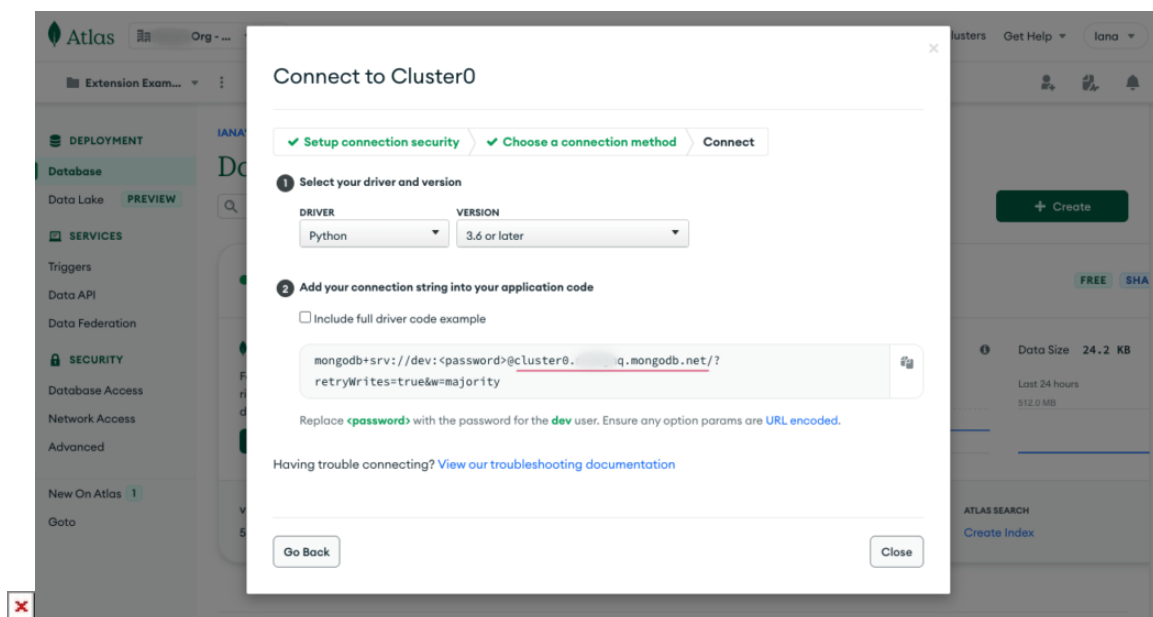 Atlas
Org - ...
lusters
Get Help
Iana
Extension Exam...
DEPLOYMENT
Database
Data Lake PREVIEW
SERVICES
Triggers
Data API
Data Federation
SECURITY
Database Access
Network Access
Advanced
New On Atlas 1
Goto
IANA'
Da
Connect to Cluster0
Setup connection security
Choose a connection method
Connect
1 Select your driver and version
DRIVER VERSION
Python 3.6 or later
2 Add your connection string into your application code
Include full driver code example
mongodb+srv://dev:<password>@cluster0. q.mongodb.net/?
retryWrites=true&w=majority
Replace <password> with the password for the dev user. Ensure any option params are URL encoded.
Having trouble connecting? View our troubleshooting documentation
Go Back
Close
+ Create
FREE SHA
Data Size 24.2 KB
Last 24 hours
512.0 MB
ATLAS SEARCH
Create Index